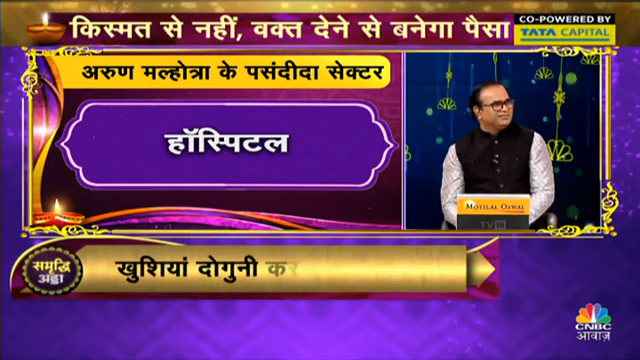 किस्मत से नहीं, वक्त देने से बनेगा पैसा
CO-POWERED BY
TATA CAPITAL
अरुण मल्होत्रा के पसंदीदा सेक्टर
हॉस्पिटल
MOTILAL OSWAL
समृद्धि
अड्डा
खुशियां दोगुनी
CNBC
आवाज़